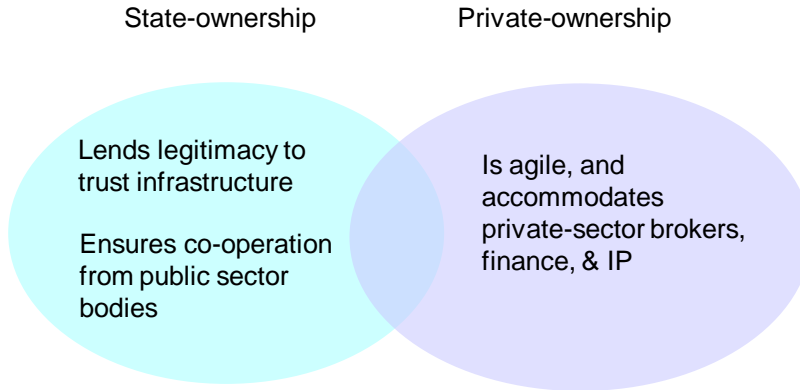 State-ownership
Private-ownership
Lends legitimacy to
trust infrastructure
Ensures co-operation
from public sector
bodies
Is agile, and
accommodates
private-sector brokers,
finance, & IP